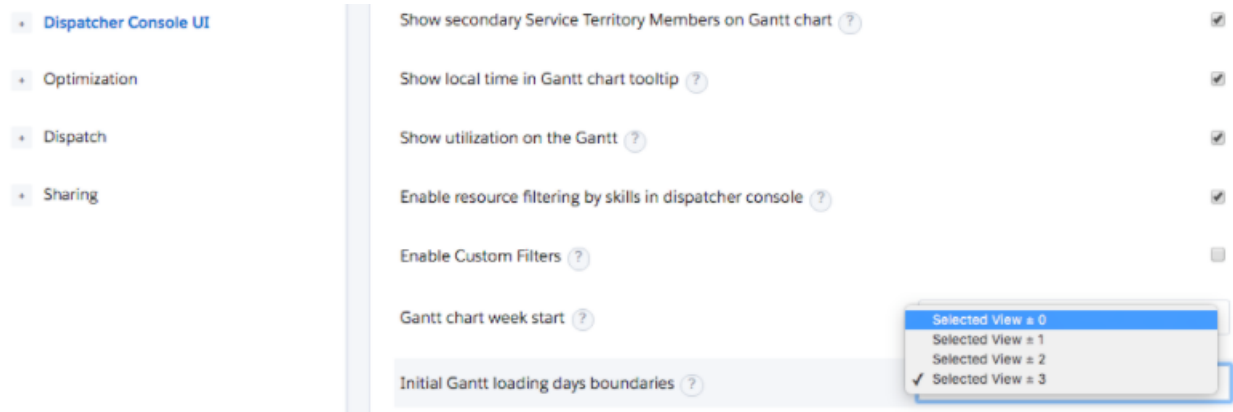 Dispatcher Console UI
Optimization
Dispatch
Sharing
Show secondary Service Territory Members on Gantt chart ?
Show local time in Gantt chart tooltip ?
Show utilization on the Gantt ?
Enable resource filtering by skills in dispatcher console ?
Enable Custom Filters ?
Gantt chart week start ?
Initial Gantt loading days boundaries ?
Selected View ± 0
Selected View ± 1
Selected View ± 2
✓ Selected View ± 3